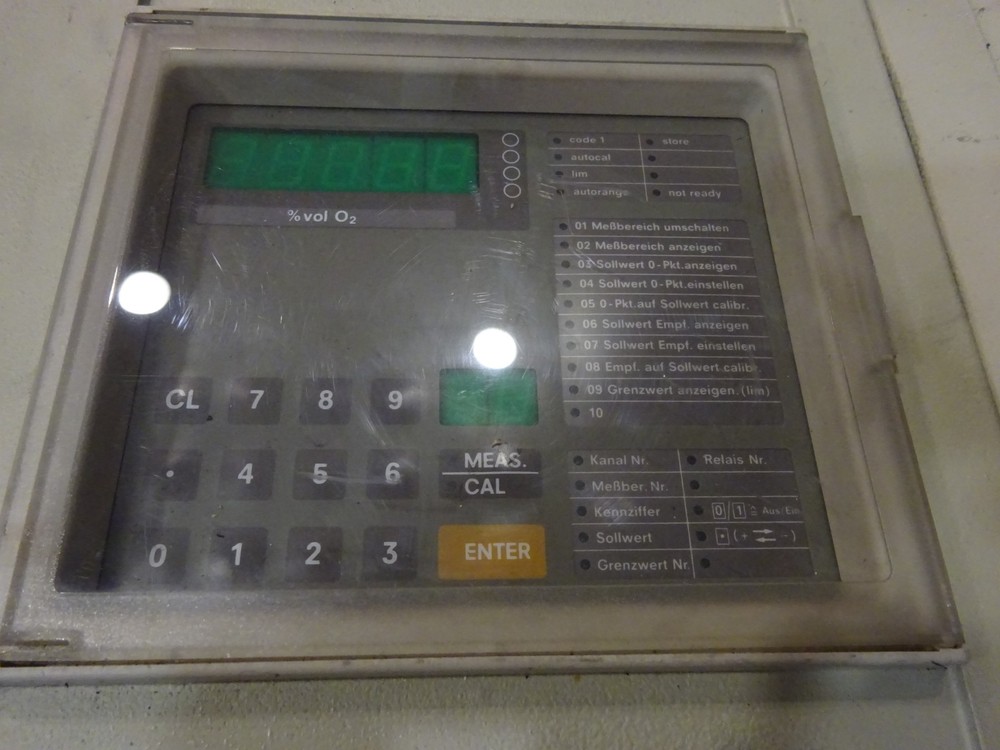 %vol O₂
code 1 store
autocal
lim
autorange not ready
01 Meßbereich umschalten
02 Meßbereich anzeigen
03 Sollwert 0-Pkt.anzeigen
04 Sollwert 0-Pkt.einstellen
05 0-Pkt.auf Sollwert calibr.
06 Sollwert Empf. anzeigen
07 Sollwert Empf. einstellen
08 Empf. auf Sollwert calibr.
09 Grenzwert anzeigen.(lim)
10
CL 7 8 9
. 4 5 6 MEAS.
CAL
0 1 2 3 ENTER
Kanal Nr. Relais Nr.
Meßber. Nr.
Kennziffer 0/1 ≙ Aus/Ein
Sollwert • (+ ⇄ -)
Grenzwert Nr.